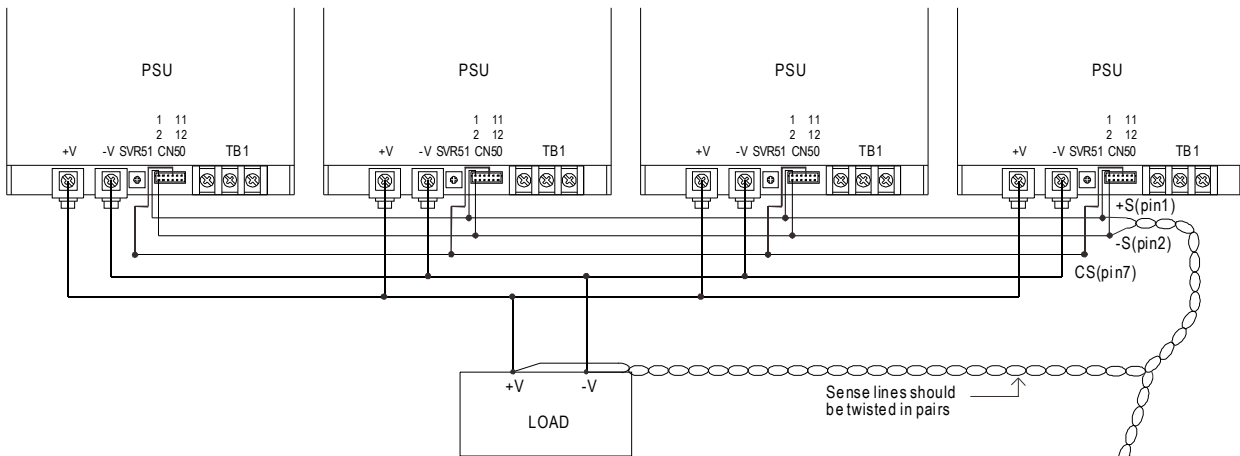 PSU PSU PSU PSU
1 11 1 11 1 11 1 11
2 12 2 12 2 12 2 12
+V -V SVR51 CN50 TB1 +V -V SVR51 CN50 TB1 +V -V SVR51 CN50 TB1 +V -V SVR51 CN50 TB1
+S(pin1)
-S(pin2)
CS(pin7)
+V -V
LOAD
Sense lines should
be twisted in pairs